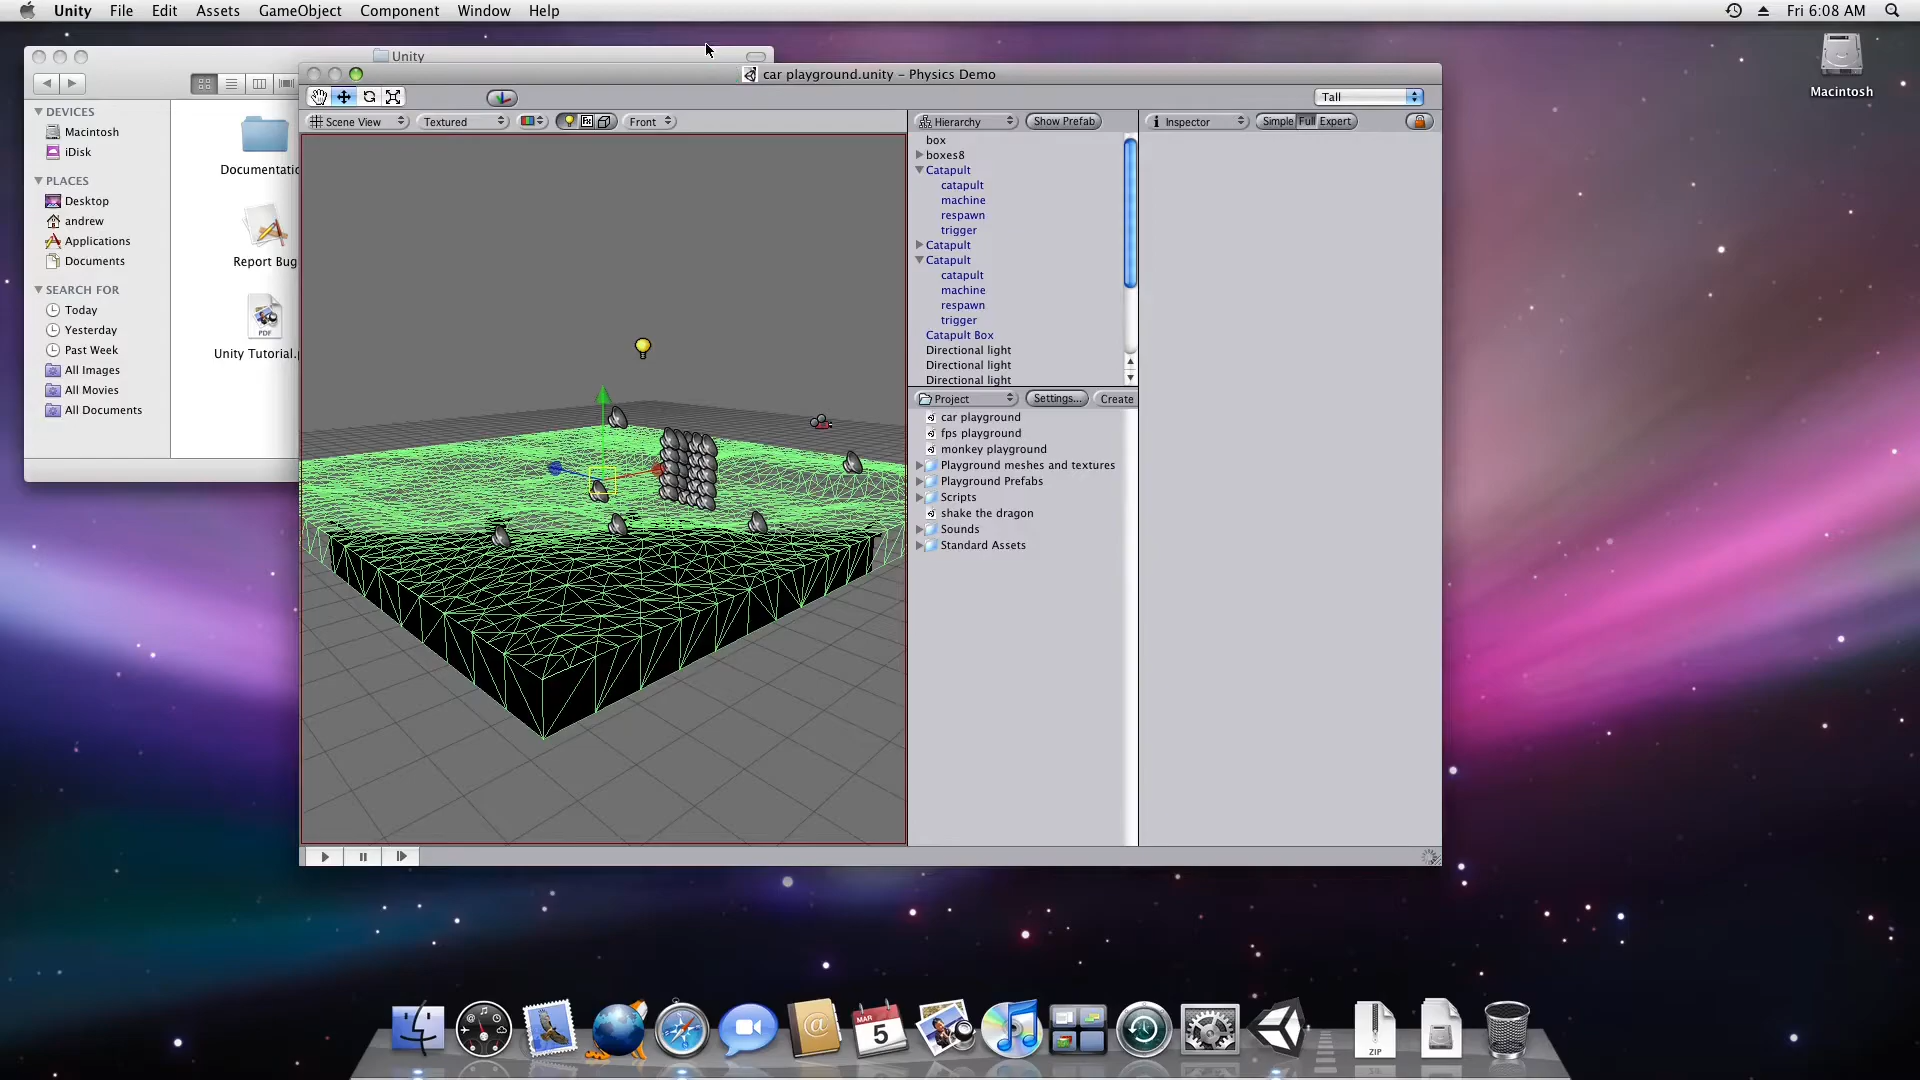 Unity File Edit Assets GameObject Component Window Help
Fri 6:08 AM
Macintosh
Unity
DEVICES
Macintosh
iDisk
PLACES
Desktop
andrew
Applications
Documents
SEARCH FOR
Today
Yesterday
Past Week
All Images
All Movies
All Documents
Documentatio
Report Bug
PDF
Unity Tutorial.
car playground.unity – Physics Demo
Tall
Scene View Textured Front
Hierarchy Show Prefab
box
boxes8
Catapult
catapult
machine
respawn
trigger
Catapult
Catapult
catapult
machine
respawn
trigger
Catapult Box
Directional light
Directional light
Directional light
Project Settings... Create
car playground
fps playground
monkey playground
Playground meshes and textures
Playground Prefabs
Scripts
shake the dragon
Sounds
Standard Assets
Inspector Simple Full Expert
MAR
5
ZIP